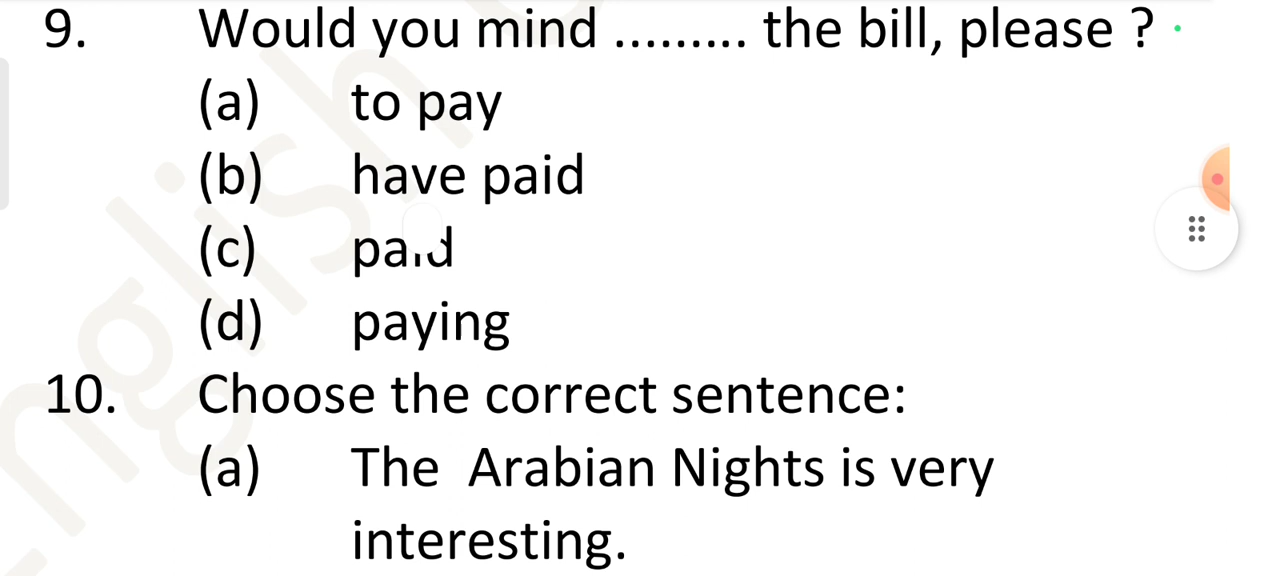 9. Would you mind ......... the bill, please ?
(a) to pay
(b) have paid
(c) paid
(d) paying
10. Choose the correct sentence:
(a) The Arabian Nights is very
interesting.
English